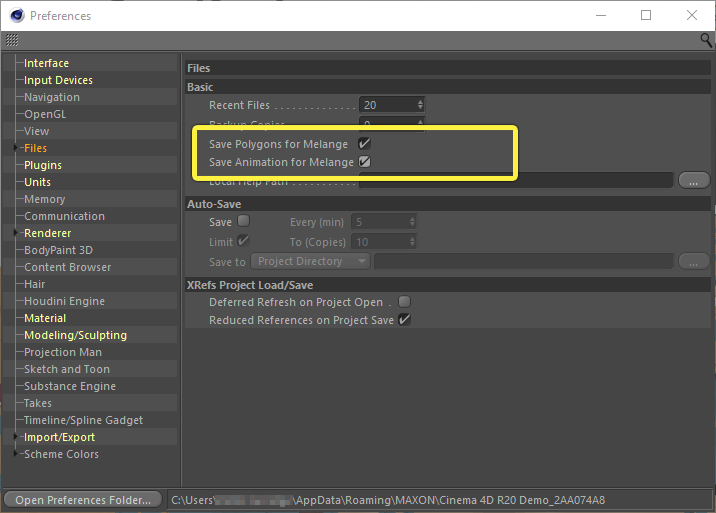 Preferences
Interface
Input Devices
Navigation
OpenGL
View
Files
Plugins
Units
Memory
Communication
Renderer
BodyPaint 3D
Content Browser
Hair
Houdini Engine
Material
Modeling/Sculpting
Projection Man
Sketch and Toon
Substance Engine
Takes
Timeline/Spline Gadget
Import/Export
Scheme Colors
Files
Basic
Recent Files . . . . . . . . . . . . . 20
Backup Copies
Save Polygons for Melange
Save Animation for Melange
Local Help Path . . . . . . . . . . ...
Auto-Save
Save Every (min) 5
Limit To (Copies) 10
Save to Project Directory ...
XRefs Project Load/Save
Deferred Refresh on Project Open .
Reduced References on Project Save
Open Preferences Folder... C:\Users\ \AppData\Roaming\MAXON\Cinema 4D R20 Demo_2AA074A8